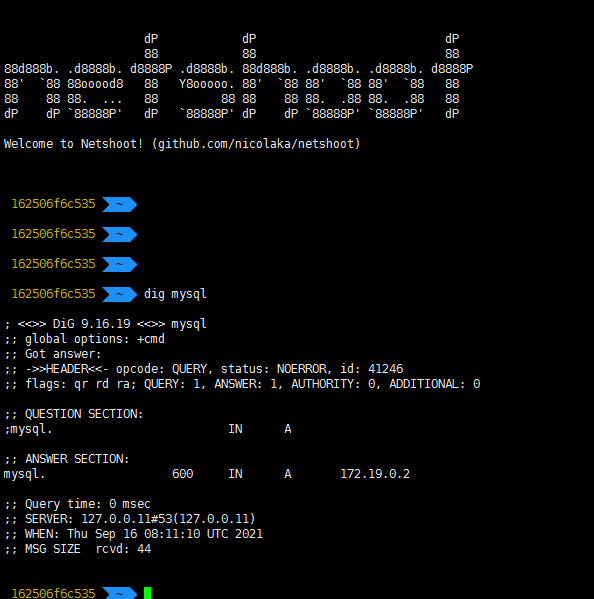 dP            dP                           dP
                    88            88                           88
88d888b. .d8888b. d8888P .d8888b. 88d888b. .d8888b. .d8888b. d8888P
88'  `88 88ooood8   88   Y8ooooo. 88'  `88 88'  `88 88'  `88   88
88    88 88.  ...   88         88 88    88 88.  .88 88.  .88   88
dP    dP `88888P'   dP   `88888P' dP    dP `88888P' `88888P'   dP
Welcome to Netshoot! (github.com/nicolaka/netshoot)
162506f6c535 ~
162506f6c535 ~
162506f6c535 ~
162506f6c535 ~ dig mysql
; <<>> DiG 9.16.19 <<>> mysql
;; global options: +cmd
;; Got answer:
;; ->>HEADER<<- opcode: QUERY, status: NOERROR, id: 41246
;; flags: qr rd ra; QUERY: 1, ANSWER: 1, AUTHORITY: 0, ADDITIONAL: 0
;; QUESTION SECTION:
;mysql. IN A
;; ANSWER SECTION:
mysql. 600 IN A 172.19.0.2
;; Query time: 0 msec
;; SERVER: 127.0.0.11#53(127.0.0.11)
;; WHEN: Thu Sep 16 08:11:10 UTC 2021
;; MSG SIZE rcvd: 44
162506f6c535 ~